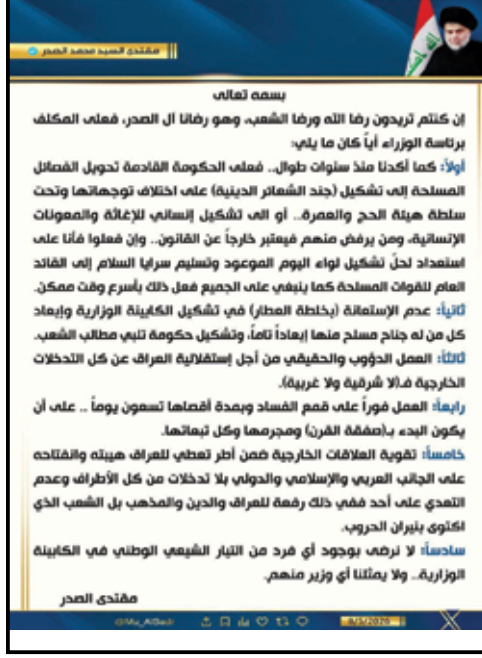 مقتدى السيد محمد الصدر
بسمه تعالى
إن كنتم تريدون رضا الله ورضا الشعب، وهو رضانا آل الصدر، فعلى المكلف
برئاسة الوزراء أياً كان ما يلي:
أولاً: كما أكدنا منذ سنوات طوال.. فعلى الحكومة القادمة تحويل الفصائل
المسلحة إلى تشكيل (جند الشعائر الدينية) على اختلاف توجهاتها وتحت
سلطة هيئة الحج والعمرة.. أو الى تشكيل إنساني للإغاثة والمعونات
الإنسانية، ومن يرفض منهم فيعتبر خارجاً عن القانون.. وإن فعلوا فأنا على
استعداد لحلّ تشكيل لواء اليوم الموعود وتسليم سرايا السلام إلى القائد
العام للقوات المسلحة كما ينبغي على الجميع فعل ذلك بأسرع وقت ممكن.
ثانياً: عدم الإستعانة (بخلطة العطار) في تشكيل الكابينة الوزارية وإبعاد
كل من له جناح مسلح منها إبعاداً تاماً، وتشكيل حكومة تلبي مطالب الشعب.
ثالثاً: العمل الدؤوب والحقيقي من أجل إستقلالية العراق عن كل التدخلات
الخارجية فـ(لا شرقية ولا غربية).
رابعاً: العمل فوراً على قمع الفساد وبمدة أقصاها تسعون يوماً .. على أن
يكون البدء بـ(صفقة القرن) ومجرمها وكل تبعاتها.
خامساً: تقوية العلاقات الخارجية ضمن أطر تعطي للعراق هيبته وانفتاحه
على الجانب العربي والإسلامي والدولي بلا تدخلات من كل الأطراف وعدم
التعدي على أحد ففي ذلك رفعة للعراق والدين والمذهب بل الشعب الذي
اكتوى بنيران الحروب.
سادساً: لا نرضى بوجود أي فرد من التيار الشيعي الوطني في الكابينة
الوزارية.. ولا يمثلنا أي وزير منهم.
مقتدى الصدر